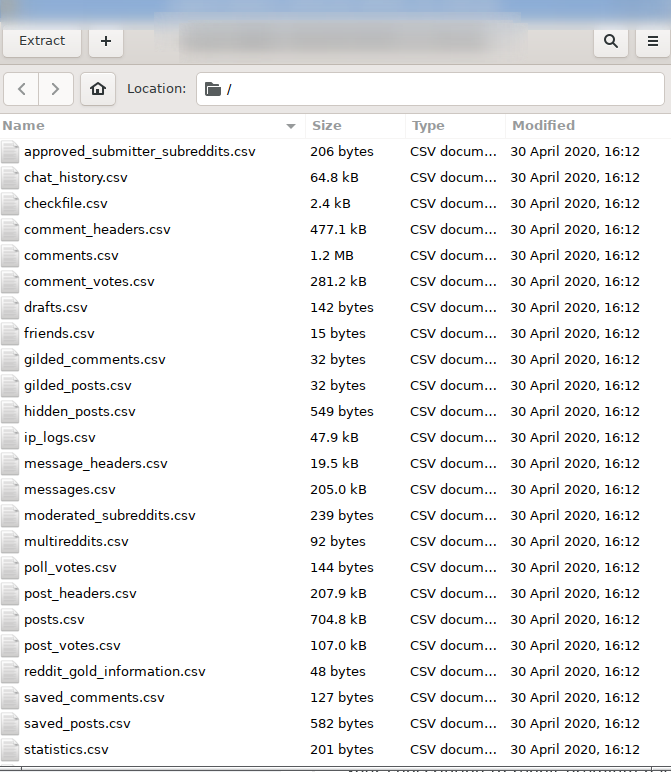 Extract +
Location: /
Name Size Type Modified
approved_submitter_subreddits.csv 206 bytes CSV docum... 30 April 2020, 16:12
chat_history.csv 64.8 kB CSV docum... 30 April 2020, 16:12
checkfile.csv 2.4 kB CSV docum... 30 April 2020, 16:12
comment_headers.csv 477.1 kB CSV docum... 30 April 2020, 16:12
comments.csv 1.2 MB CSV docum... 30 April 2020, 16:12
comment_votes.csv 281.2 kB CSV docum... 30 April 2020, 16:12
drafts.csv 142 bytes CSV docum... 30 April 2020, 16:12
friends.csv 15 bytes CSV docum... 30 April 2020, 16:12
gilded_comments.csv 32 bytes CSV docum... 30 April 2020, 16:12
gilded_posts.csv 32 bytes CSV docum... 30 April 2020, 16:12
hidden_posts.csv 549 bytes CSV docum... 30 April 2020, 16:12
ip_logs.csv 47.9 kB CSV docum... 30 April 2020, 16:12
message_headers.csv 19.5 kB CSV docum... 30 April 2020, 16:12
messages.csv 205.0 kB CSV docum... 30 April 2020, 16:12
moderated_subreddits.csv 239 bytes CSV docum... 30 April 2020, 16:12
multireddits.csv 92 bytes CSV docum... 30 April 2020, 16:12
poll_votes.csv 144 bytes CSV docum... 30 April 2020, 16:12
post_headers.csv 207.9 kB CSV docum... 30 April 2020, 16:12
posts.csv 704.8 kB CSV docum... 30 April 2020, 16:12
post_votes.csv 107.0 kB CSV docum... 30 April 2020, 16:12
reddit_gold_information.csv 48 bytes CSV docum... 30 April 2020, 16:12
saved_comments.csv 127 bytes CSV docum... 30 April 2020, 16:12
saved_posts.csv 582 bytes CSV docum... 30 April 2020, 16:12
statistics.csv 201 bytes CSV docum... 30 April 2020, 16:12